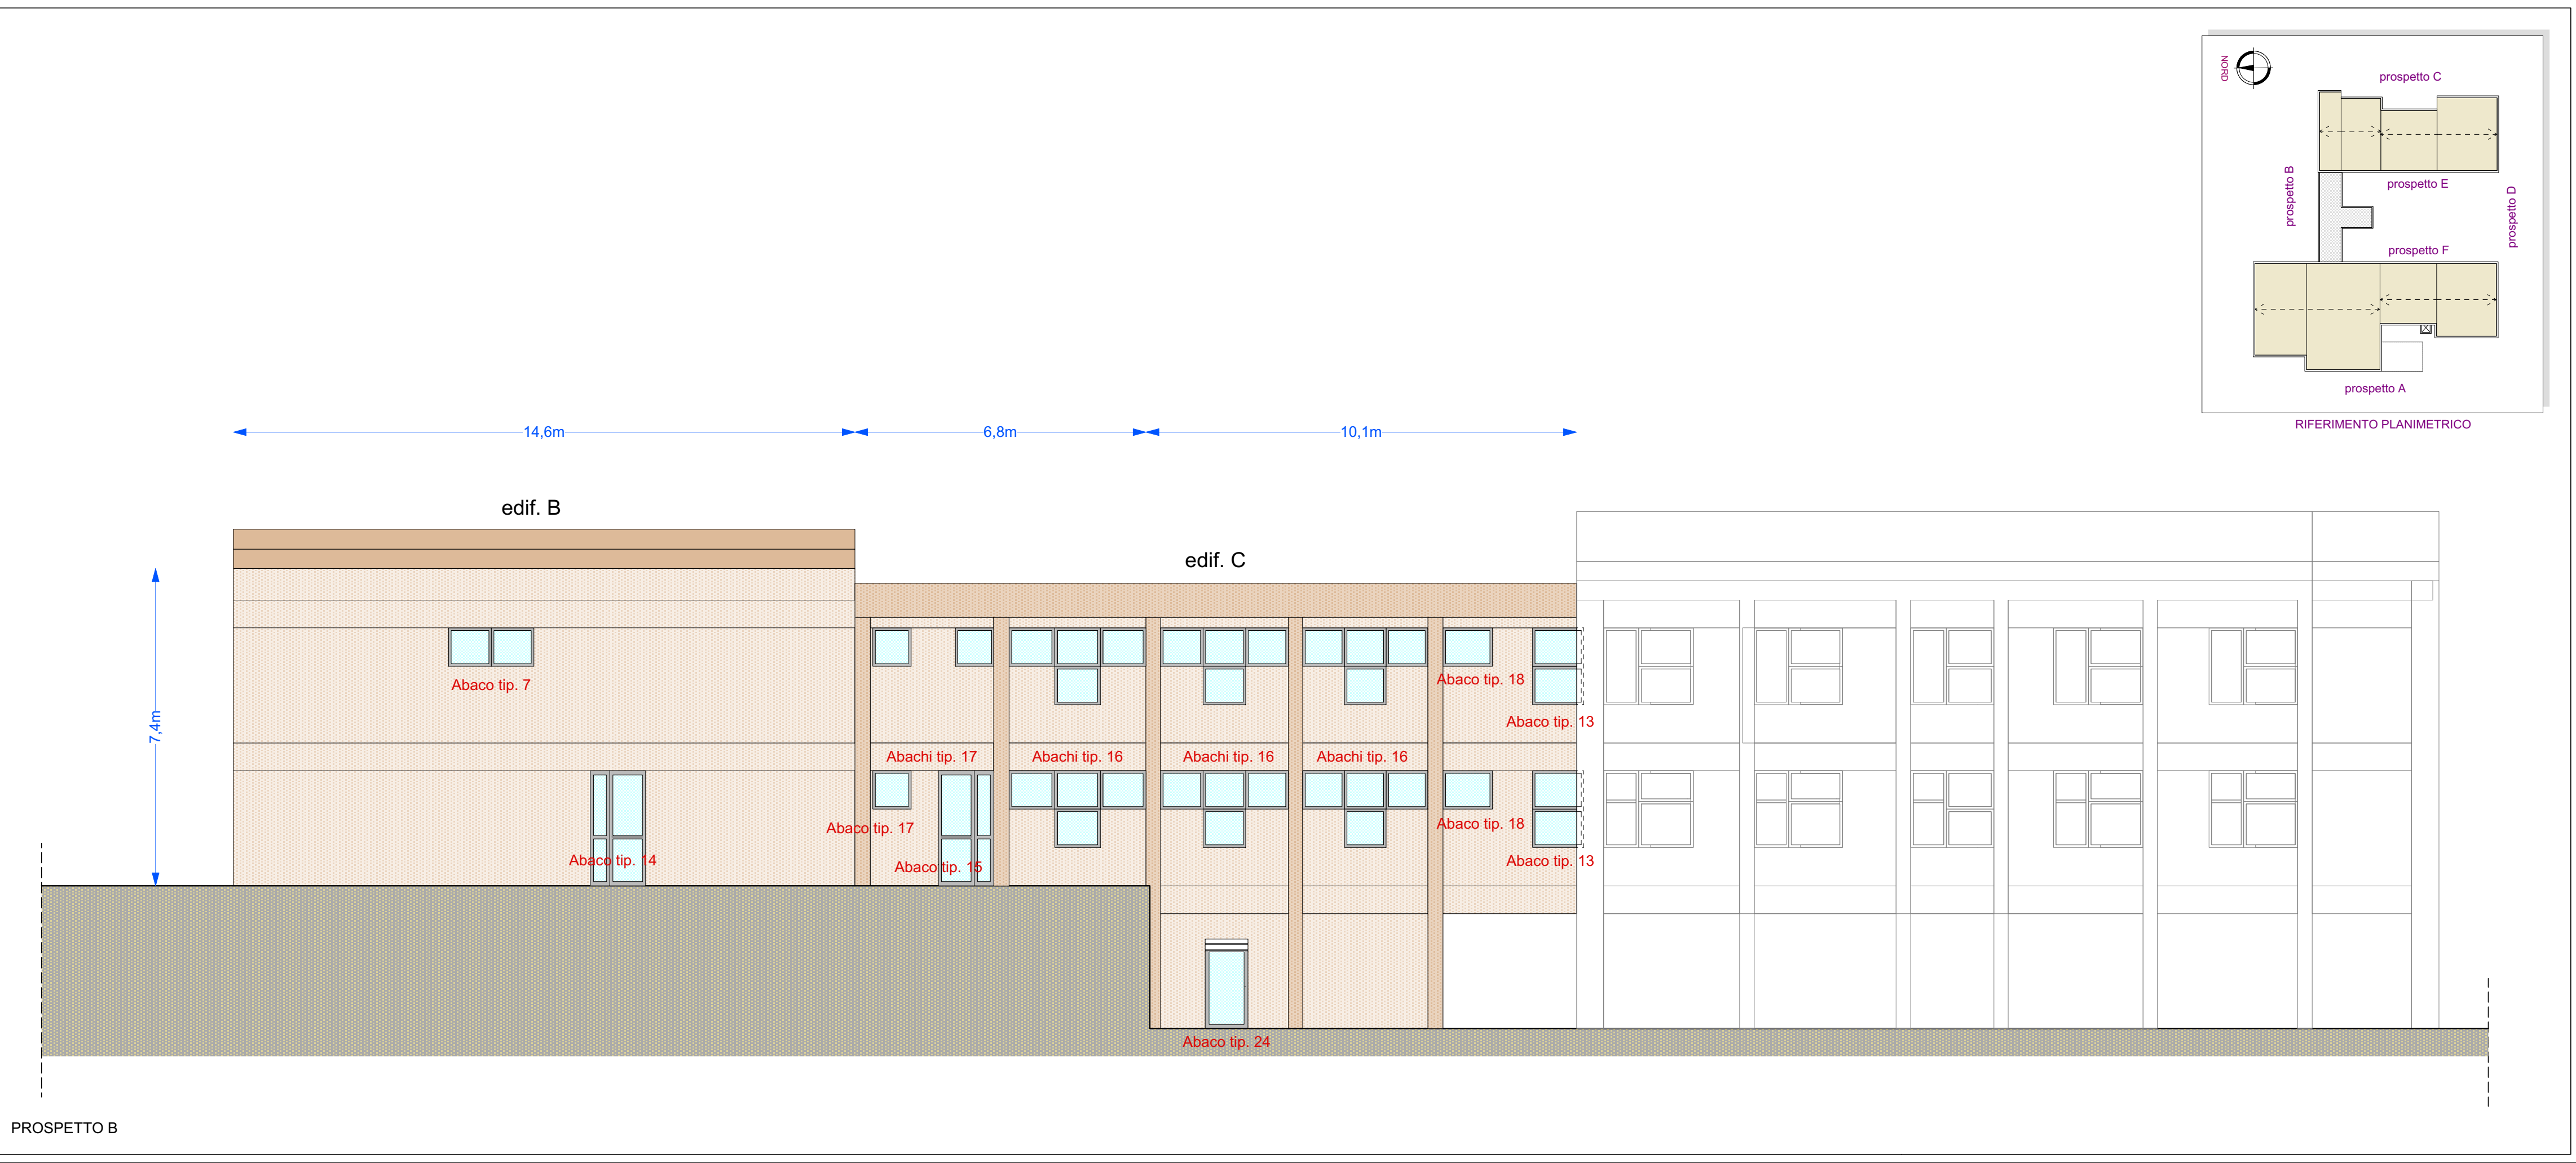 NORD
prospetto C
prospetto B
prospetto E
prospetto D
prospetto F
prospetto A
RIFERIMENTO PLANIMETRICO
14,6m
6,8m
10,1m
edif. B
edif. C
7,4m
Abaco tip. 7
Abaco tip. 18
Abaco tip. 13
Abachi tip. 17
Abachi tip. 16
Abachi tip. 16
Abachi tip. 16
Abaco tip. 17
Abaco tip. 18
Abaco tip. 14
Abaco tip. 15
Abaco tip. 13
Abaco tip. 24
PROSPETTO B